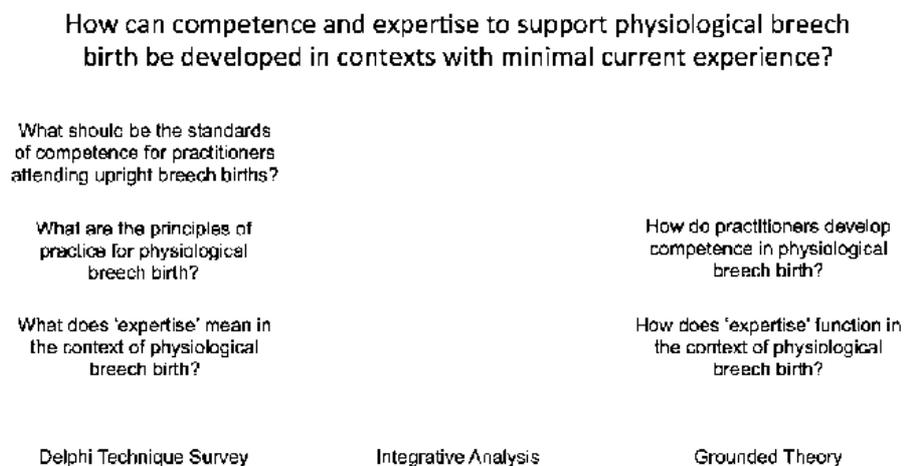 How can competence and expertise to support physiological breech
birth be developed in contexts with minimal current experience?
What should be the standards
of competence for practitioners
attending upright breech births?
What are the principles of
practice for physiological
breech birth?
How do practitioners develop
competence in physiological
breech birth?
What does 'expertise' mean in
the context of physiological
breech birth?
How does 'expertise' function in
the context of physiological
breech birth?
Delphi Technique Survey
Integrative Analysis
Grounded Theory